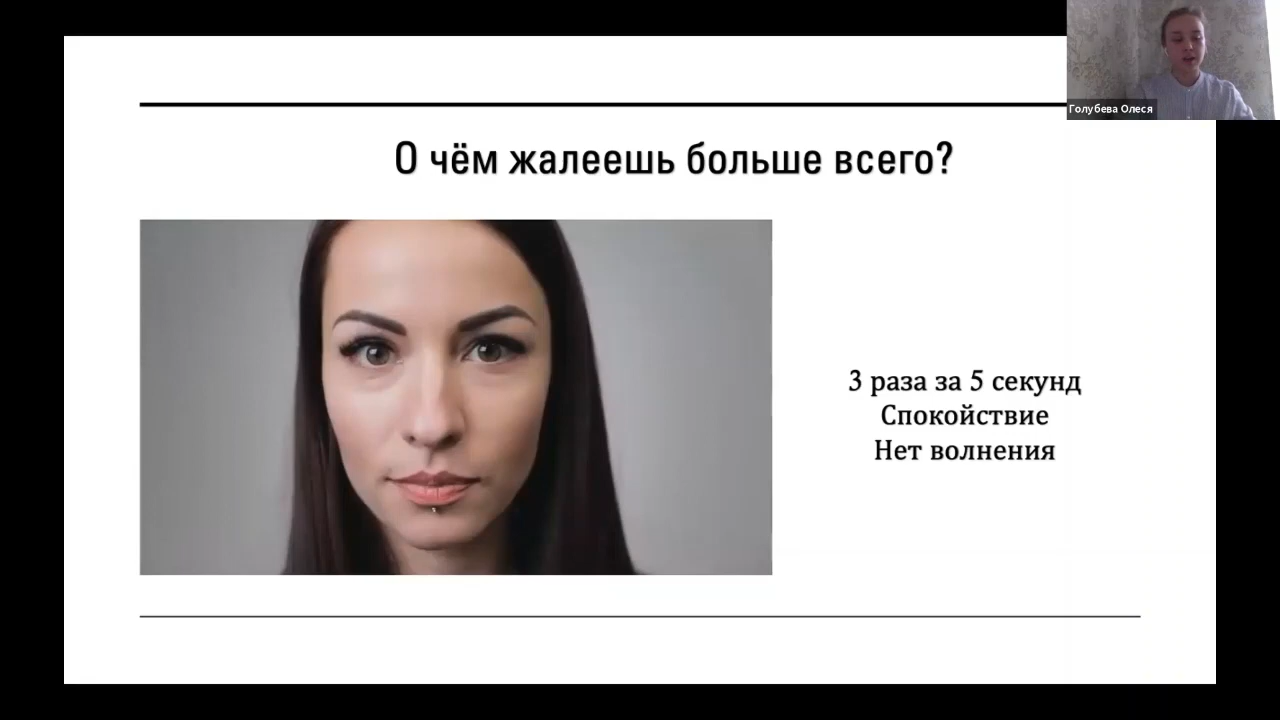 Голубева Олеся
О чём жалеешь больше всего?
3 раза за 5 секунд
Спокойствие
Нет волнения